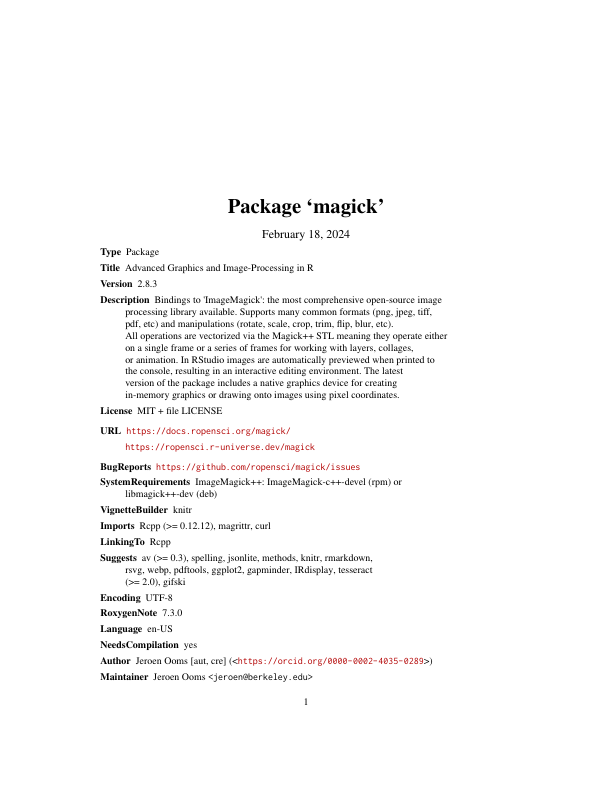 Package ‘magick’
February 18, 2024
Type Package
Title Advanced Graphics and Image-Processing in R
Version 2.8.3
Description Bindings to 'ImageMagick': the most comprehensive open-source image
processing library available. Supports many common formats (png, jpeg, tiff,
pdf, etc) and manipulations (rotate, scale, crop, trim, flip, blur, etc).
All operations are vectorized via the Magick++ STL meaning they operate either
on a single frame or a series of frames for working with layers, collages,
or animation. In RStudio images are automatically previewed when printed to
the console, resulting in an interactive editing environment. The latest
version of the package includes a native graphics device for creating
in-memory graphics or drawing onto images using pixel coordinates.
License MIT + file LICENSE
URL https://docs.ropensci.org/magick/
https://ropensci.r-universe.dev/magick
BugReports https://github.com/ropensci/magick/issues
SystemRequirements ImageMagick++: ImageMagick-c++-devel (rpm) or
libmagick++-dev (deb)
VignetteBuilder knitr
Imports Rcpp (>= 0.12.12), magrittr, curl
LinkingTo Rcpp
Suggests av (>= 0.3), spelling, jsonlite, methods, knitr, rmarkdown,
rsvg, webp, pdftools, ggplot2, gapminder, IRdisplay, tesseract
(>= 2.0), gifski
Encoding UTF-8
RoxygenNote 7.3.0
Language en-US
NeedsCompilation yes
Author Jeroen Ooms [aut, cre] (<https://orcid.org/0000-0002-4035-0289>)
Maintainer Jeroen Ooms <jeroen@berkeley.edu>
1